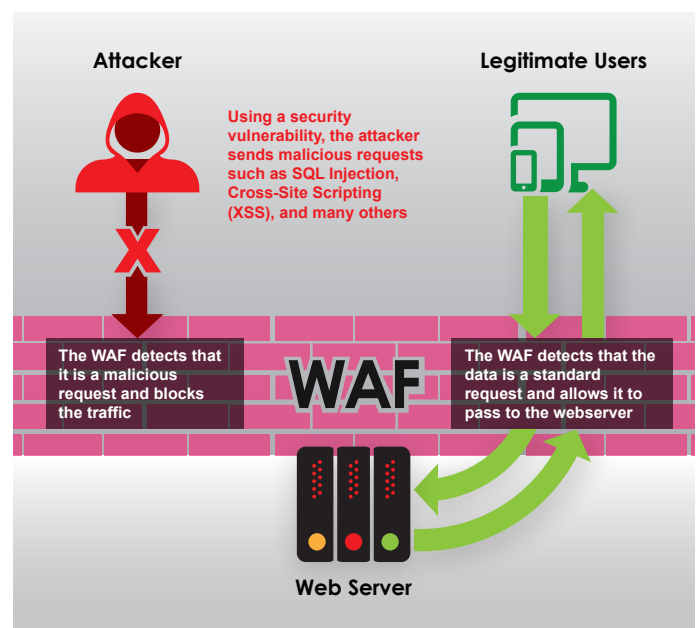 Attacker
Legitimate Users
Using a security
vulnerability, the attacker
sends malicious requests
such as SQL Injection,
Cross-Site Scripting
(XSS), and many others
X
The WAF detects that
it is a malicious
request and blocks
the traffic
WAF
The WAF detects that the
data is a standard
request and allows it to
pass to the webserver
Web Server